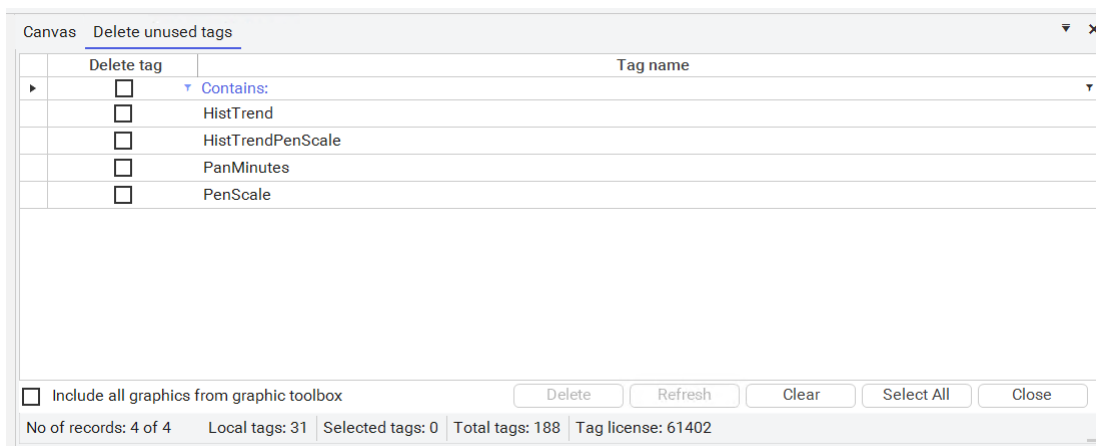 Canvas Delete unused tags
Delete tag Tag name
Contains:
HistTrend
HistTrendPenScale
PanMinutes
PenScale
Include all graphics from graphic toolbox Delete Refresh Clear Select All Close
No of records: 4 of 4 Local tags: 31 Selected tags: 0 Total tags: 188 Tag license: 61402